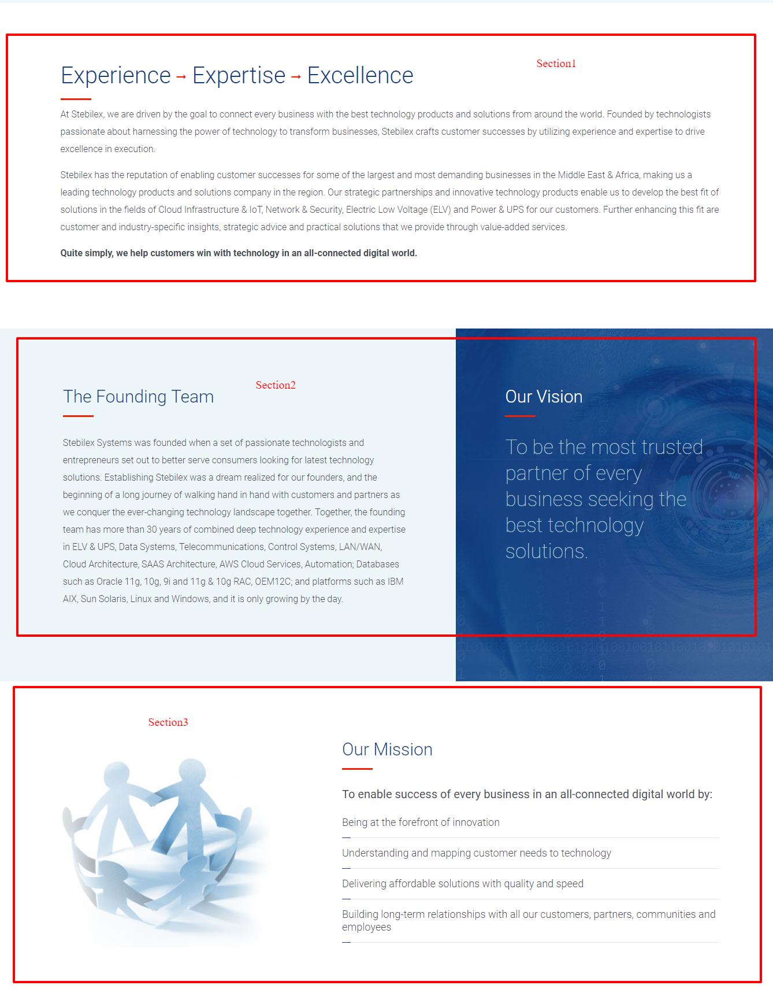 Section1
Experience → Expertise → Excellence
At Stebilex, we are driven by the goal to connect every business with the best technology products and solutions from around the world. Founded by technologists
passionate about harnessing the power of technology to transform businesses, Stebilex crafts customer successes by utilizing experience and expertise to drive
excellence in execution.
Stebilex has the reputation of enabling customer successes for some of the largest and most demanding businesses in the Middle East & Africa, making us a
leading technology products and solutions company in the region. Our strategic partnerships and innovative technology products enable us to develop the best fit of
solutions in the fields of Cloud Infrastructure & IoT, Network & Security, Electric Low Voltage (ELV) and Power & UPS for our customers. Further enhancing this fit are
customer and industry-specific insights, strategic advice and practical solutions that we provide through value-added services.
Quite simply, we help customers win with technology in an all-connected digital world.
Section2
The Founding Team
Stebilex Systems was founded when a set of passionate technologists and
entrepreneurs set out to better serve consumers looking for latest technology
solutions. Establishing Stebilex was a dream realized for our founders, and the
beginning of a long journey of walking hand in hand with customers and partners as
we conquer the ever-changing technology landscape together. Together, the founding
team has more than 30 years of combined deep technology experience and expertise
in ELV & UPS, Data Systems, Telecommunications, Control Systems, LAN/WAN,
Cloud Architecture, SAAS Architecture, AWS Cloud Services, Automation; Databases
such as Oracle 11g, 10g, 9i and 11g & 10g RAC, OEM12C; and platforms such as IBM
AIX, Sun Solaris, Linux and Windows, and it is only growing by the day.
Our Vision
To be the most trusted
partner of every
business seeking the
best technology
solutions.
Section3
Our Mission
To enable success of every business in an all-connected digital world by:
Being at the forefront of innovation
Understanding and mapping customer needs to technology
Delivering affordable solutions with quality and speed
Building long-term relationships with all our customers, partners, communities and
employees